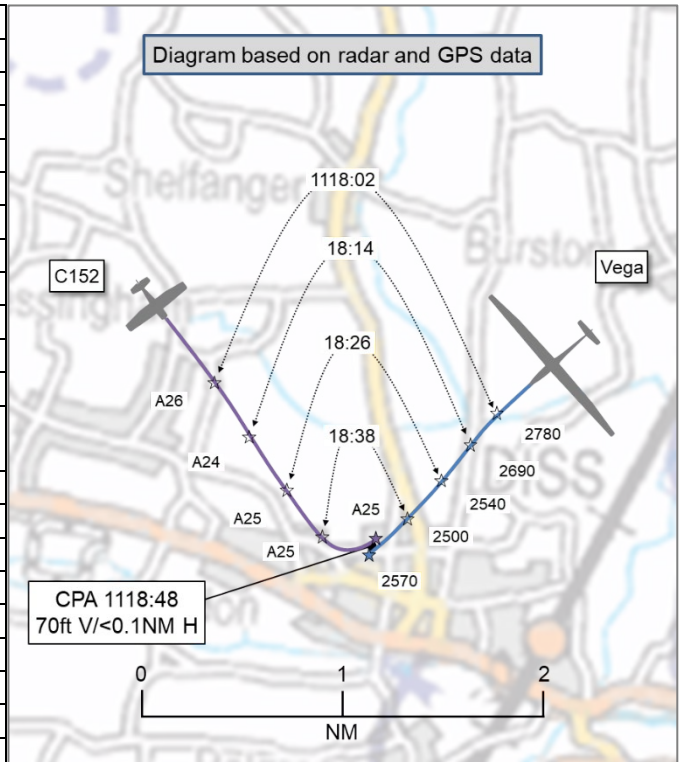 Diagram based on radar and GPS data
Shelfanger
1118:02
18:14
Burston
C152
Vega
18:26
A26
18:38
2780
DISS
A24
2690
2540
A25
A25
2500
A25
2570
CPA 1118:48
70ft V/<0.1NM H
0
1
2
NM